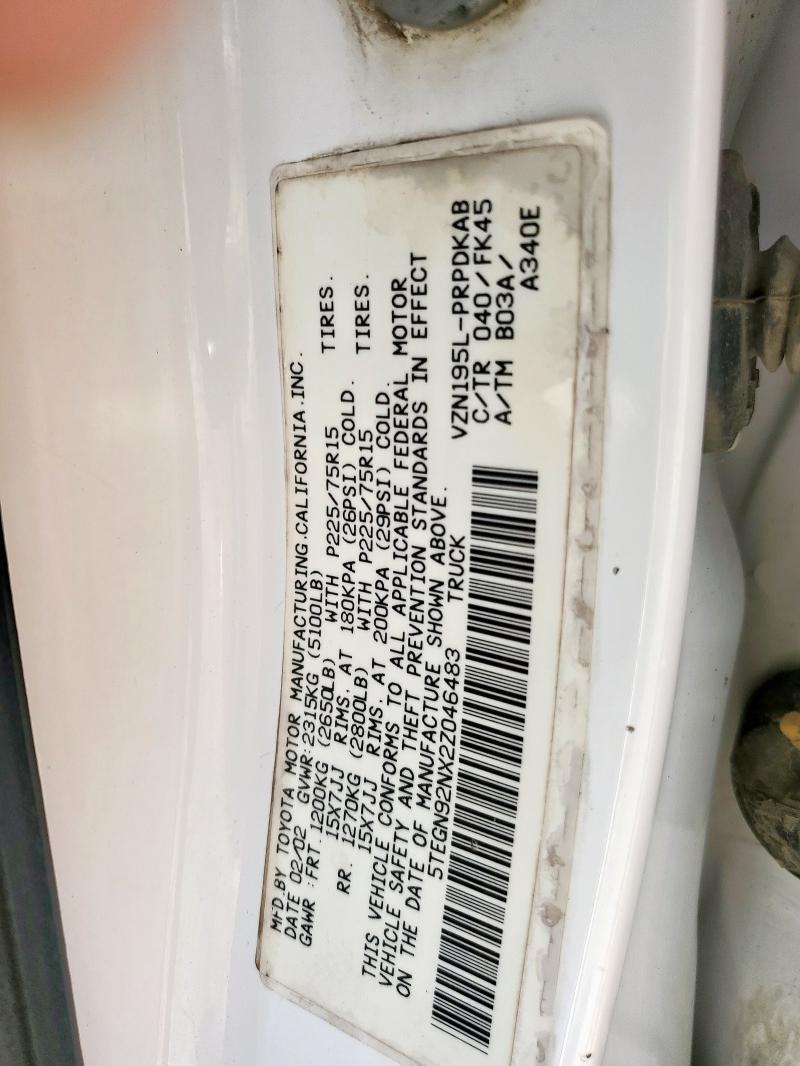 MFD.BY TOYOTA MOTOR MANUFACTURING.CALIFORNIA.INC.
DATE 02/02 GVWR:2315KG (5100LB)
GAWR :FRT 1200KG (2650LB) WITH P225/75R15 TIRES.
15X7JJ RIMS. AT 180KPA (26PSI) COLD.
RR. 1270KG (2800LB) WITH P225/75R15 TIRES.
15X7JJ RIMS. AT 200KPA (29PSI) COLD.
THIS VEHICLE CONFORMS TO ALL APPLICABLE FEDERAL MOTOR
VEHICLE SAFETY AND THEFT PREVENTION STANDARDS IN EFFECT
ON THE DATE OF MANUFACTURE SHOWN ABOVE.
5TEGN92NX2Z046483 TRUCK
VZN195L-PRPDKAB
C/TR 040/FK45
A/TM B03A/
A340E